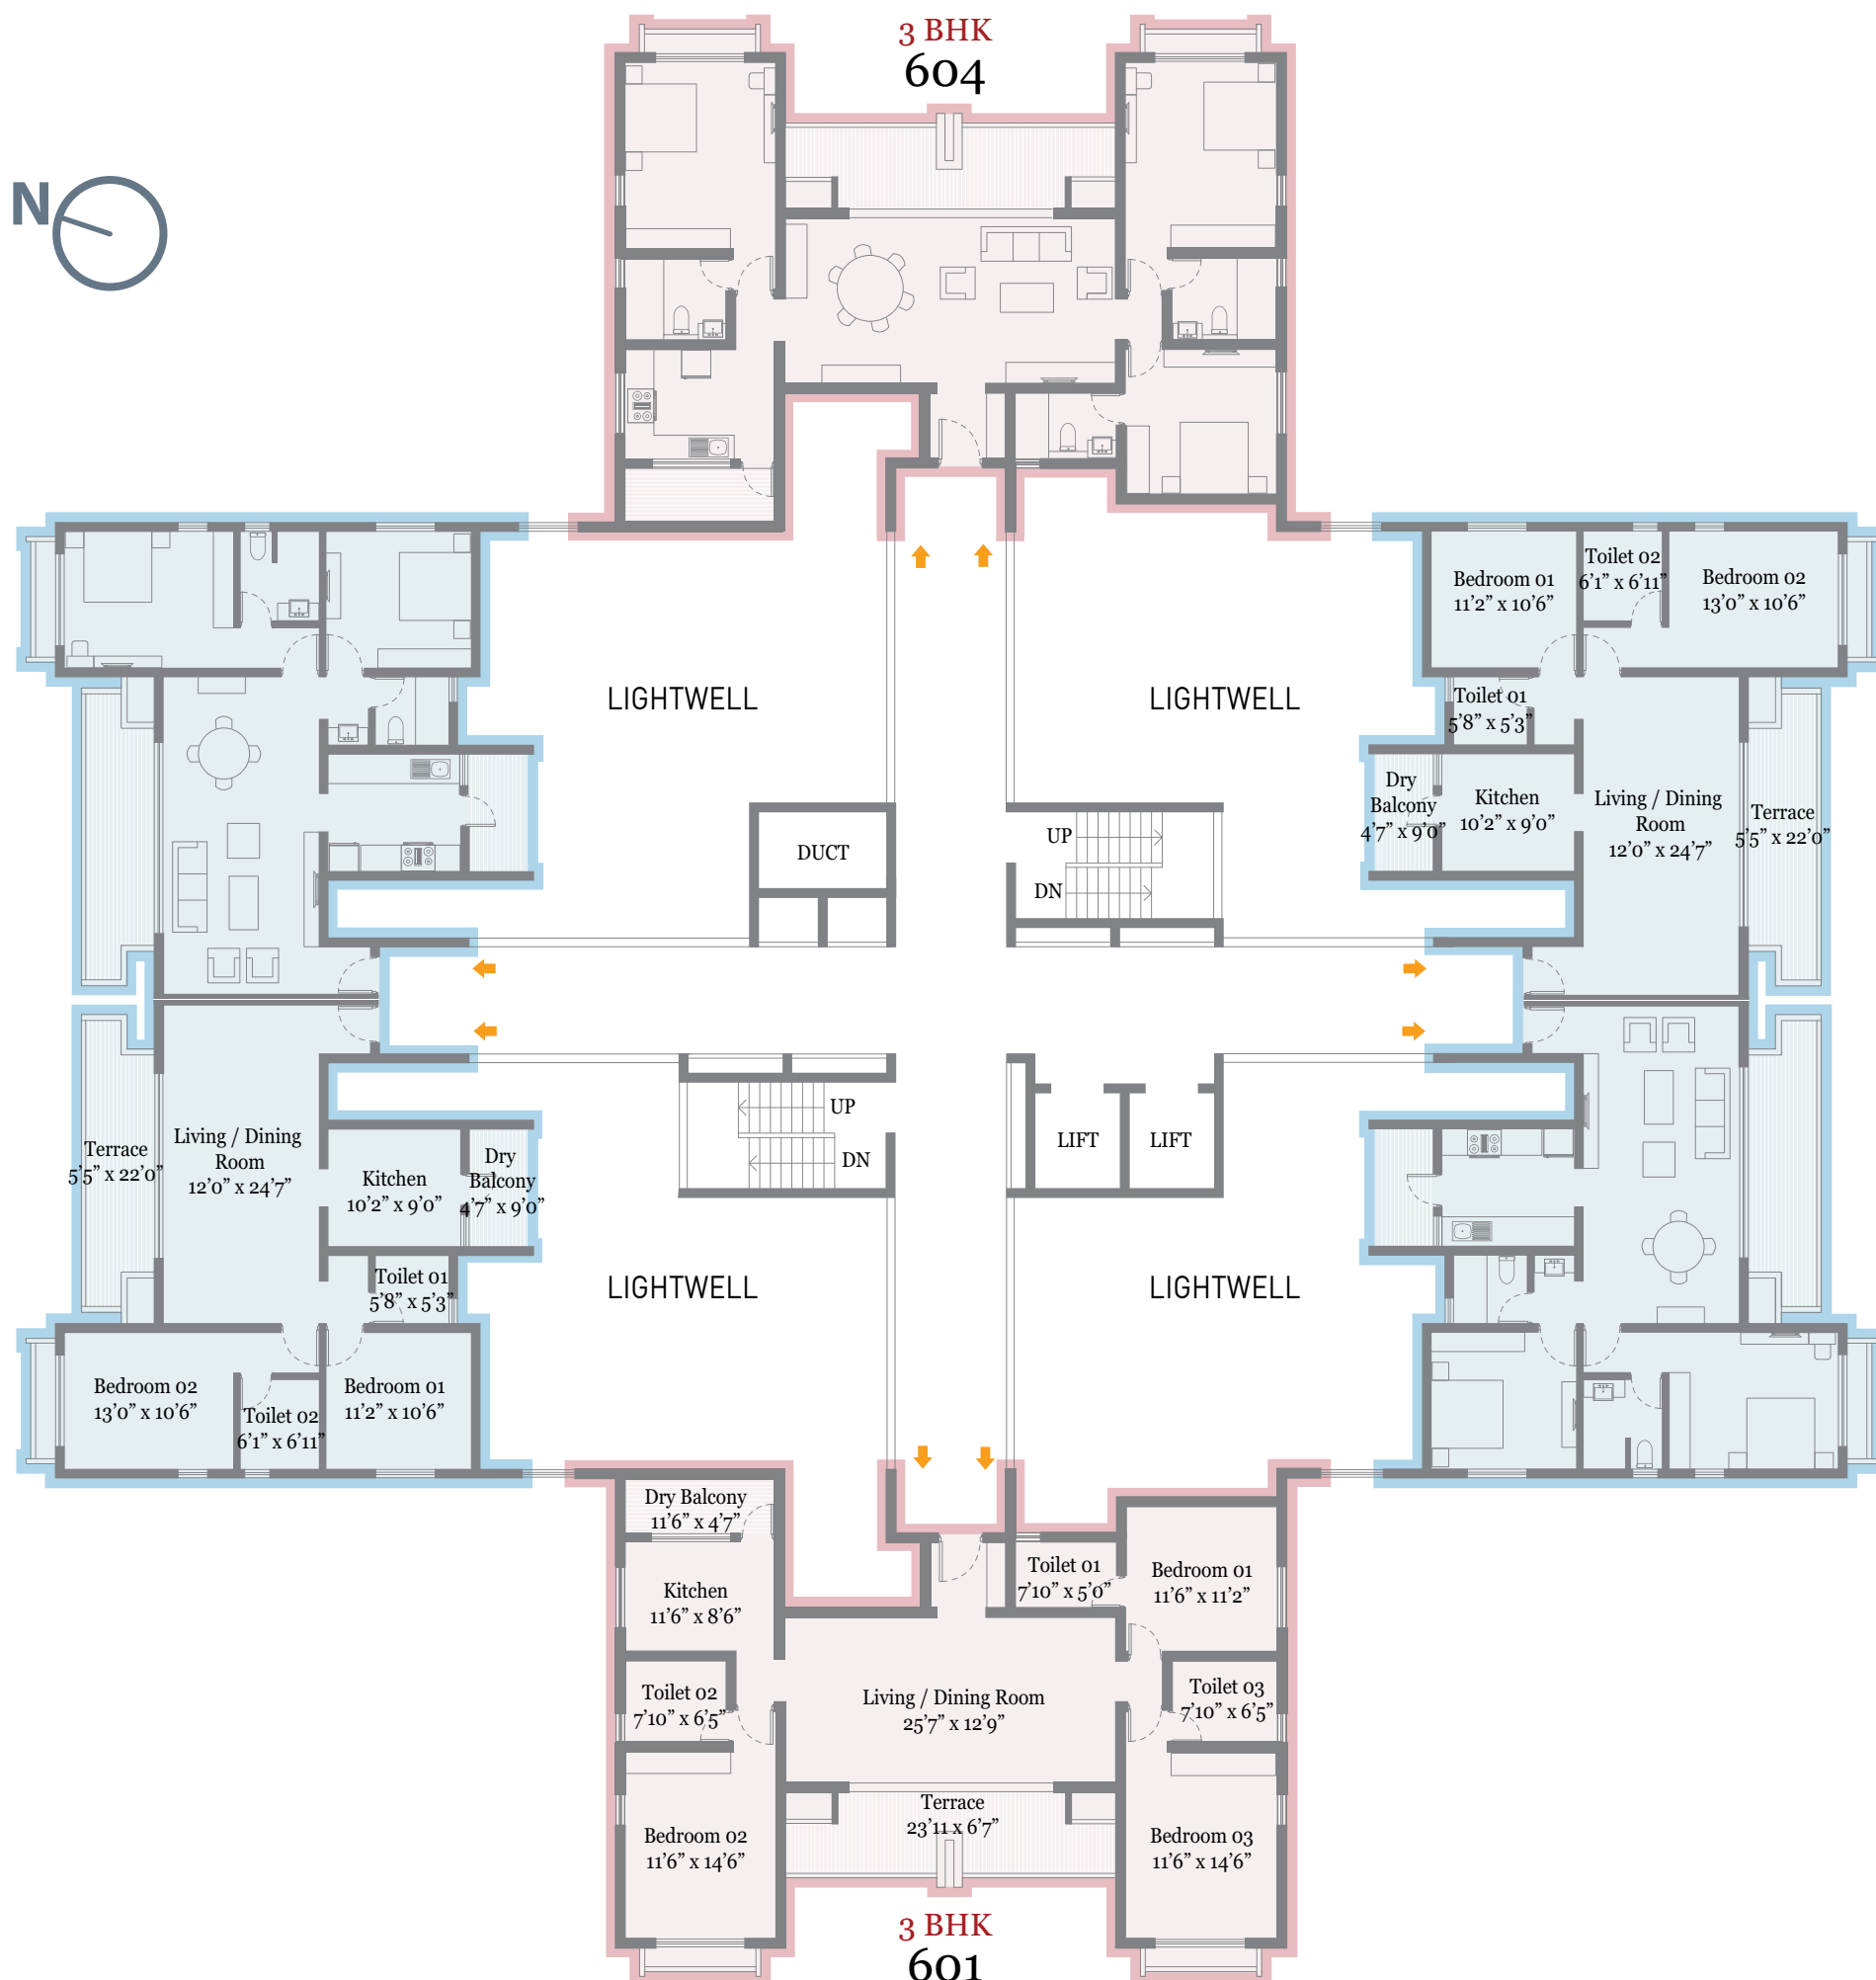 3 BHK
604
N
Bedroom 01
11’2” x 10’6”
Toilet 02
6’1” x 6’11”
Bedroom 02
13’0” x 10’6”
LIGHTWELL
LIGHTWELL
Toilet 01
5’8” x 5’3”
Dry
Balcony
4’7” x 9’0”
Kitchen
10’2” x 9’0”
Living / Dining
Room
12’0” x 24’7”
Terrace
5’5” x 22’0”
DUCT
UP
DN
UP
DN
LIFT
LIFT
Terrace
5’5” x 22’0”
Living / Dining
Room
12’0” x 24’7”
Kitchen
10’2” x 9’0”
Dry
Balcony
4’7” x 9’0”
Toilet 01
5’8” x 5’3”
LIGHTWELL
LIGHTWELL
Bedroom 02
13’0” x 10’6”
Toilet 02
6’1” x 6’11”
Bedroom 01
11’2” x 10’6”
Dry Balcony
11’6” x 4’7”
Kitchen
11’6” x 8’6”
Toilet 01
7’10” x 5’0”
Bedroom 01
11’6” x 11’2”
Toilet 02
7’10” x 6’5”
Living / Dining Room
25’7” x 12’9”
Toilet 03
7’10” x 6’5”
Terrace
23’11 x 6’7”
Bedroom 02
11’6” x 14’6”
Bedroom 03
11’6” x 14’6”
3 BHK
601